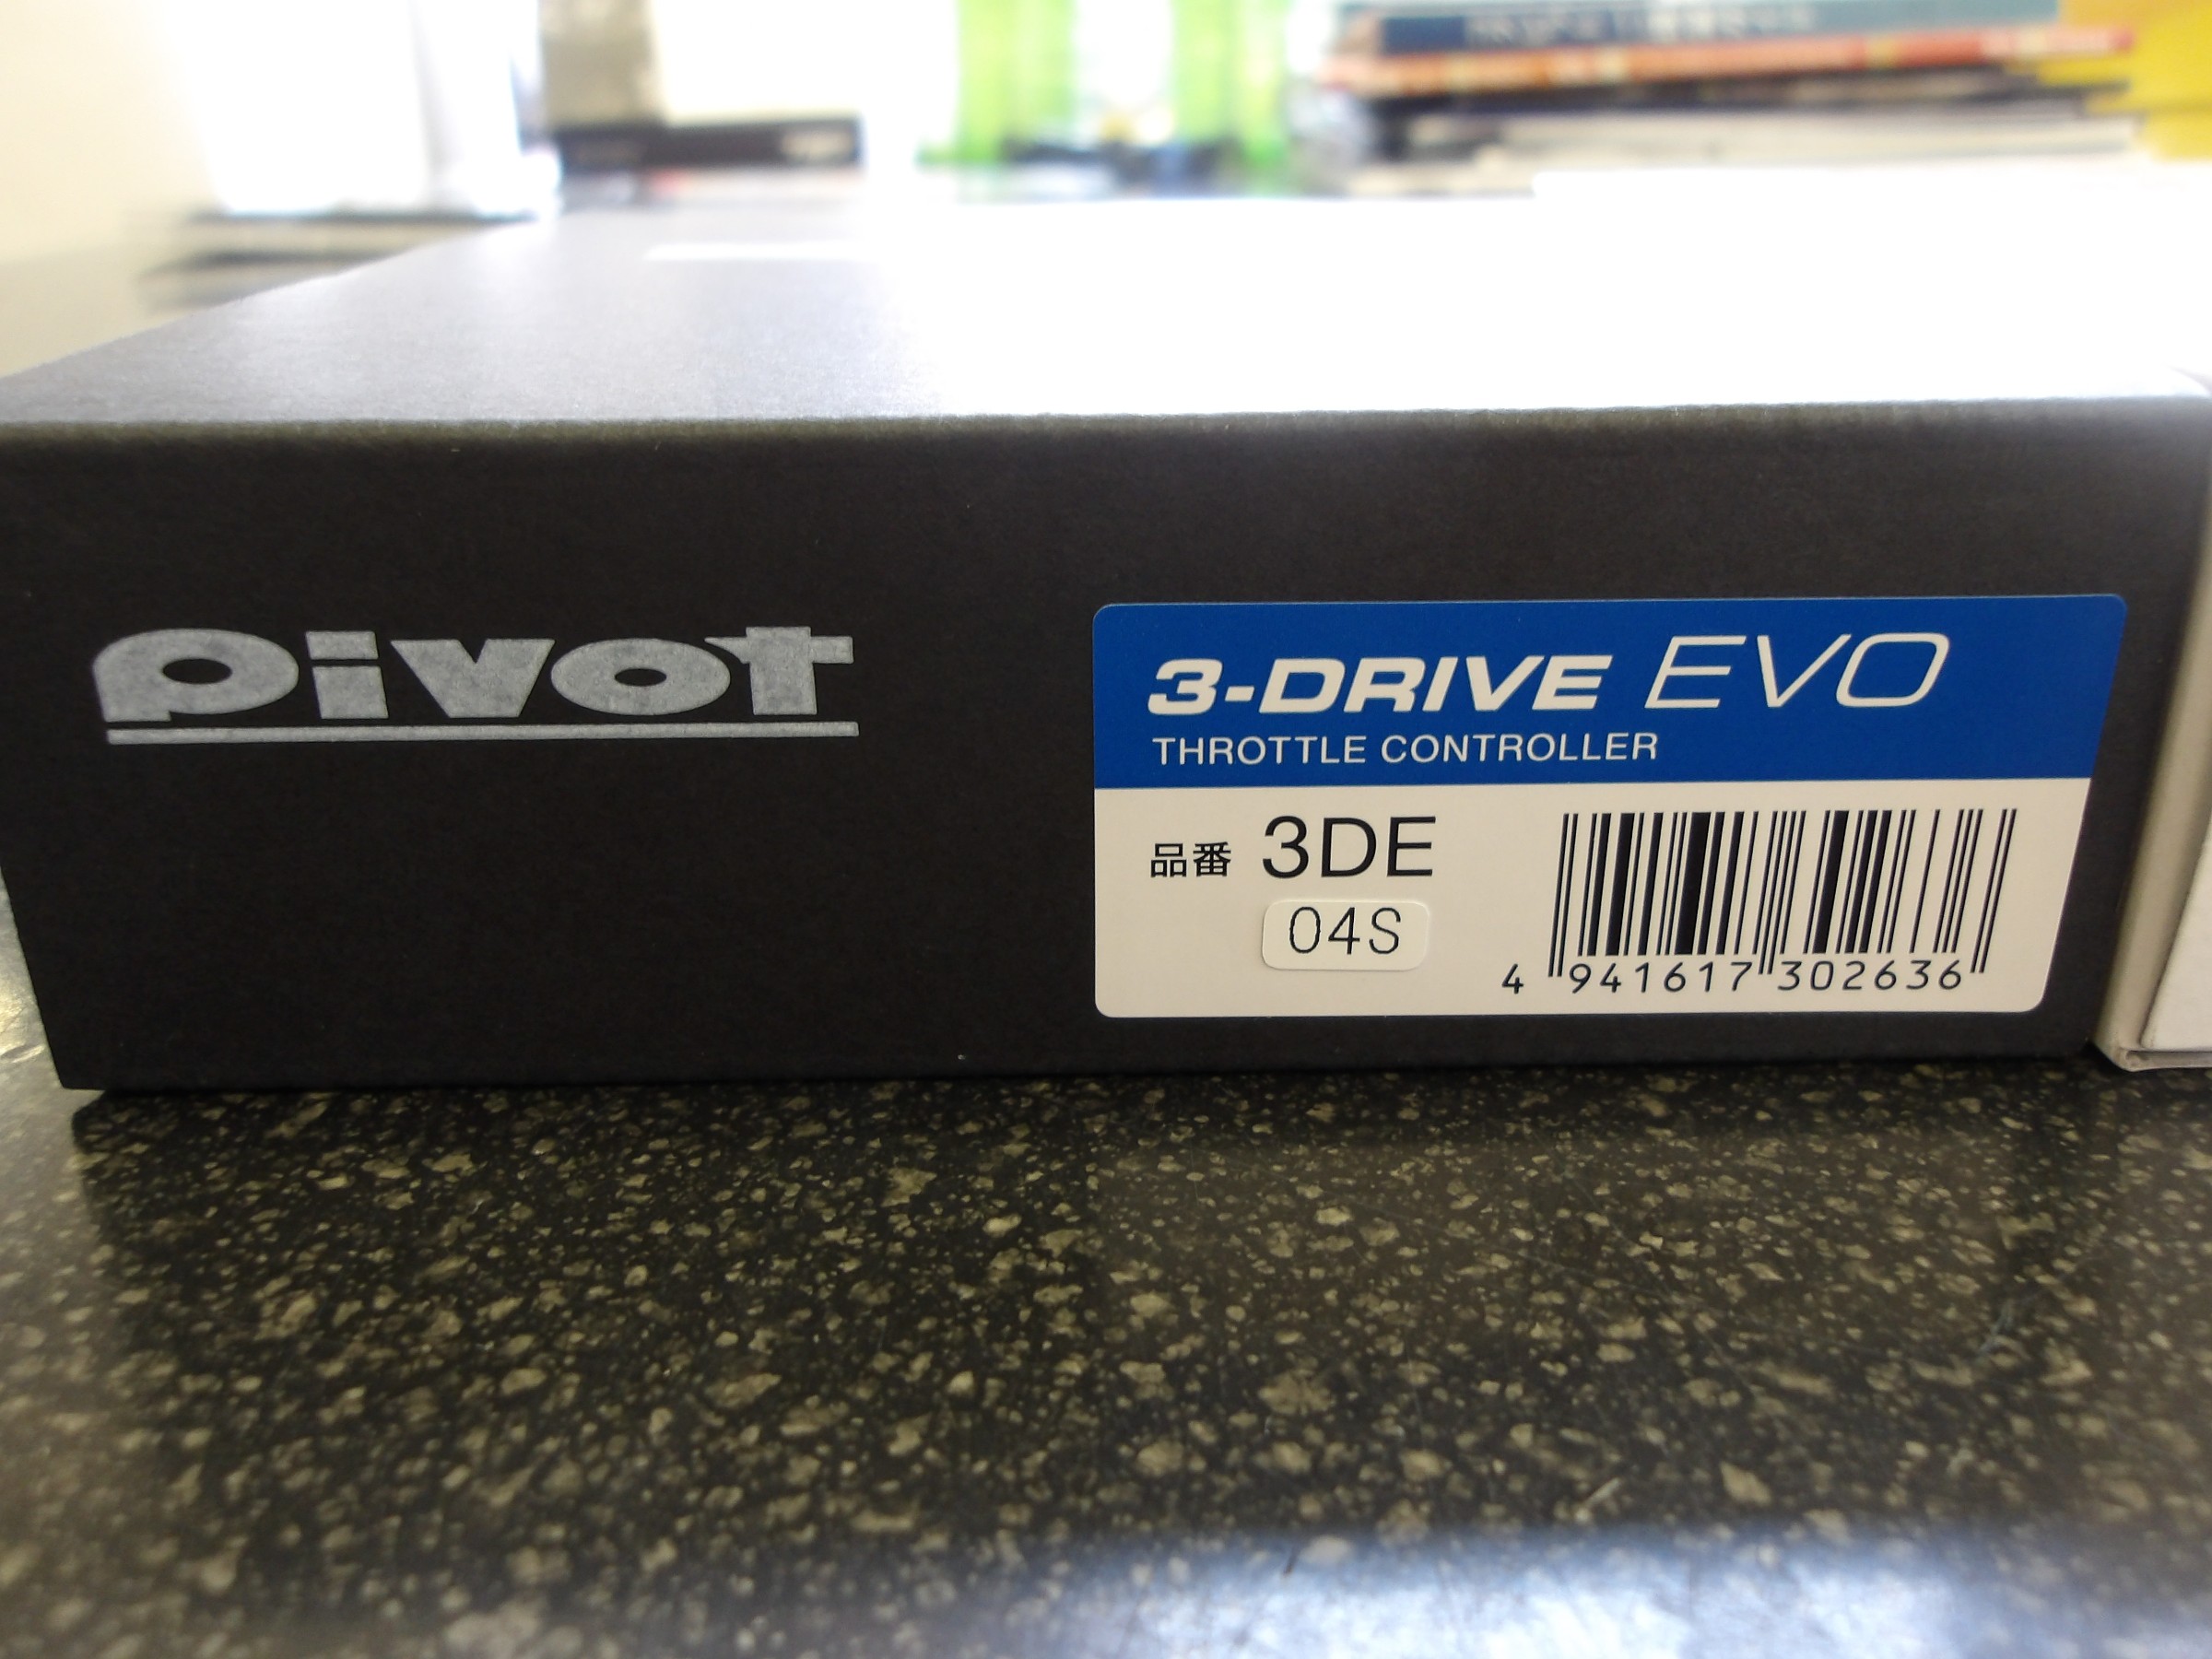 pivot
3-DRIVE EVO
THROTTLE CONTROLLER
品番 3DE
04S
4 941617 302636